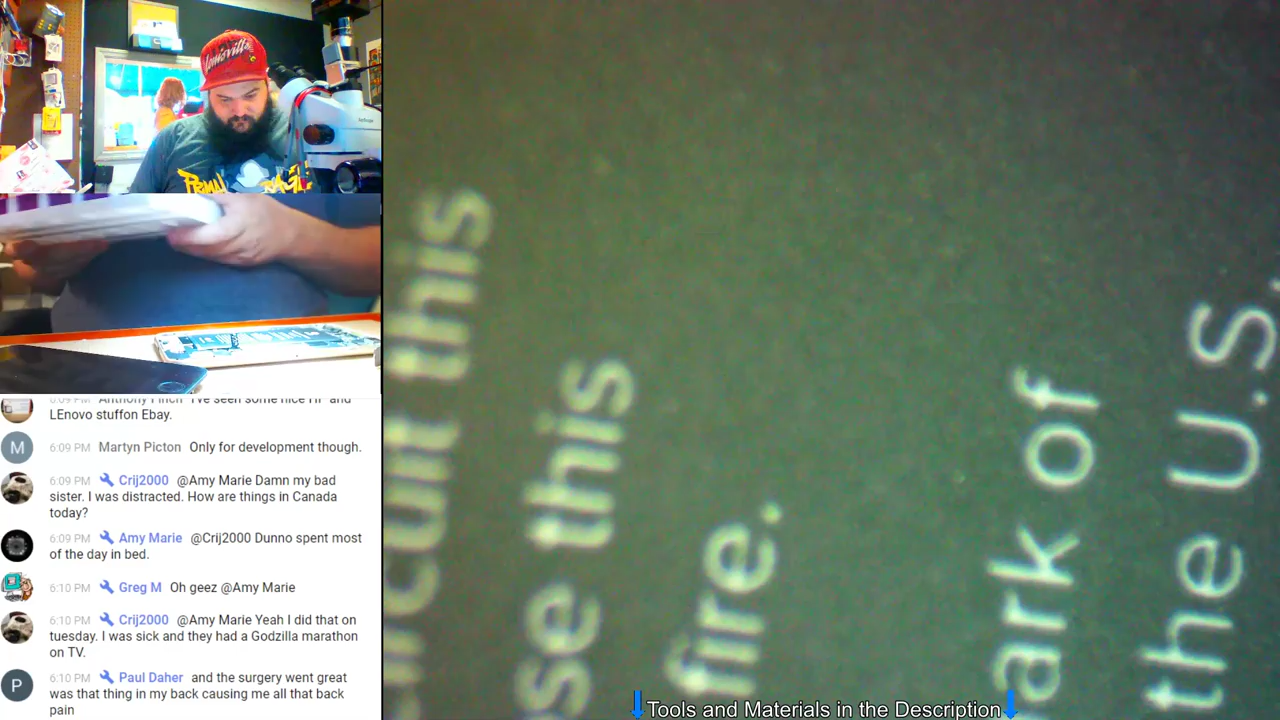 Louisville
LEnovo stuffon Ebay.
M 6:09 PM Martyn Picton Only for development though.
6:09 PM Crij2000 @Amy Marie Damn my bad
sister. I was distracted. How are things in Canada
today?
6:09 PM Amy Marie @Crij2000 Dunno spent most
of the day in bed.
6:10 PM Greg M Oh geez @Amy Marie
6:10 PM Crij2000 @Amy Marie Yeah I did that on
tuesday. I was sick and they had a Godzilla marathon
on TV.
P 6:10 PM Paul Daher and the surgery went great
was that thing in my back causing me all that back
pain
this
se this
fire.
ark of
the U.S.
Tools and Materials in the Description